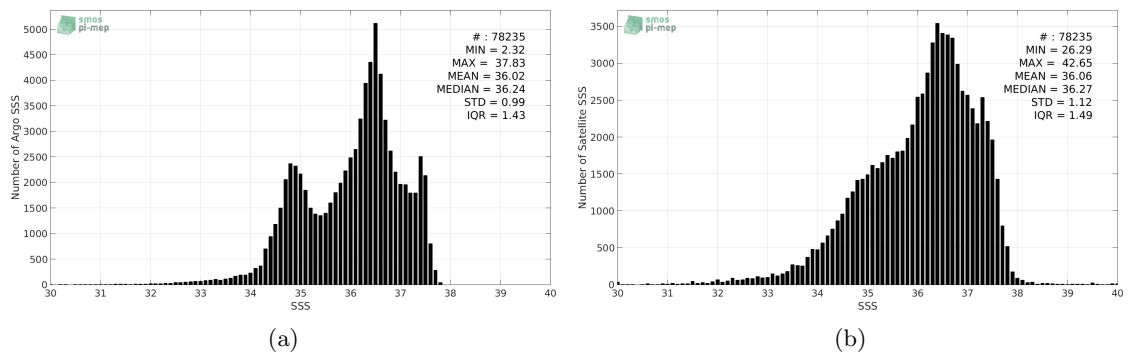 smos
pi-mep
# : 78235
MIN = 2.32
MAX = 37.83
MEAN = 36.02
MEDIAN = 36.24
STD = 0.99
IQR = 1.43
Number of Argo SSS
5000
4500
4000
3500
3000
2500
2000
1500
1000
500
0
30 31 32 33 34 35 36 37 38 39 40
SSS
(a)
smos
pi-mep
# : 78235
MIN = 26.29
MAX = 42.65
MEAN = 36.06
MEDIAN = 36.27
STD = 1.12
IQR = 1.49
Number of Satellite SSS
3500
3000
2500
2000
1500
1000
500
0
30 31 32 33 34 35 36 37 38 39 40
SSS
(b)